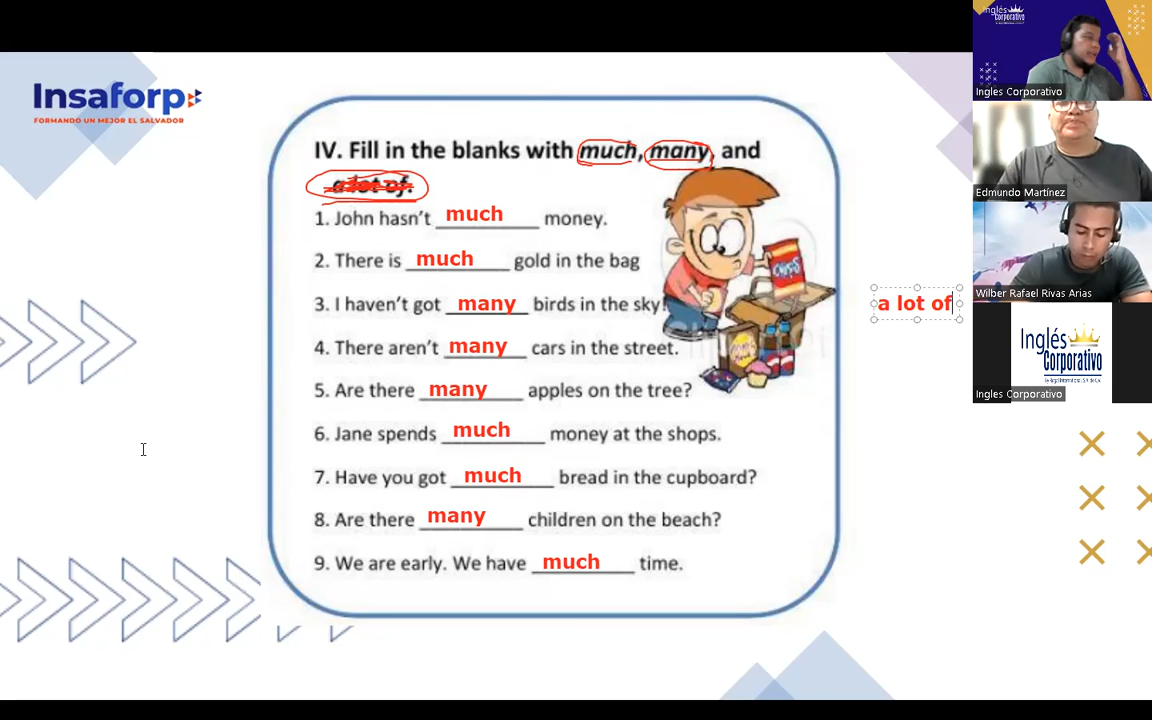 Insaforp
FORMANDO UN MEJOR EL SALVADOR
IV. Fill in the blanks with much, many, and
a lot of.
1. John hasn't much money.
2. There is much gold in the bag
3. I haven't got many birds in the sky!
4. There aren't many cars in the street.
5. Are there many apples on the tree?
6. Jane spends much money at the shops.
7. Have you got much bread in the cupboard?
8. Are there many children on the beach?
9. We are early. We have much time.
a lot of
Inglés
Corporativo
Ingles Corporativo
Edmundo Martínez
Wilber Rafael Rivas Arias
Inglés
Corporativo
Ingles Corporativo